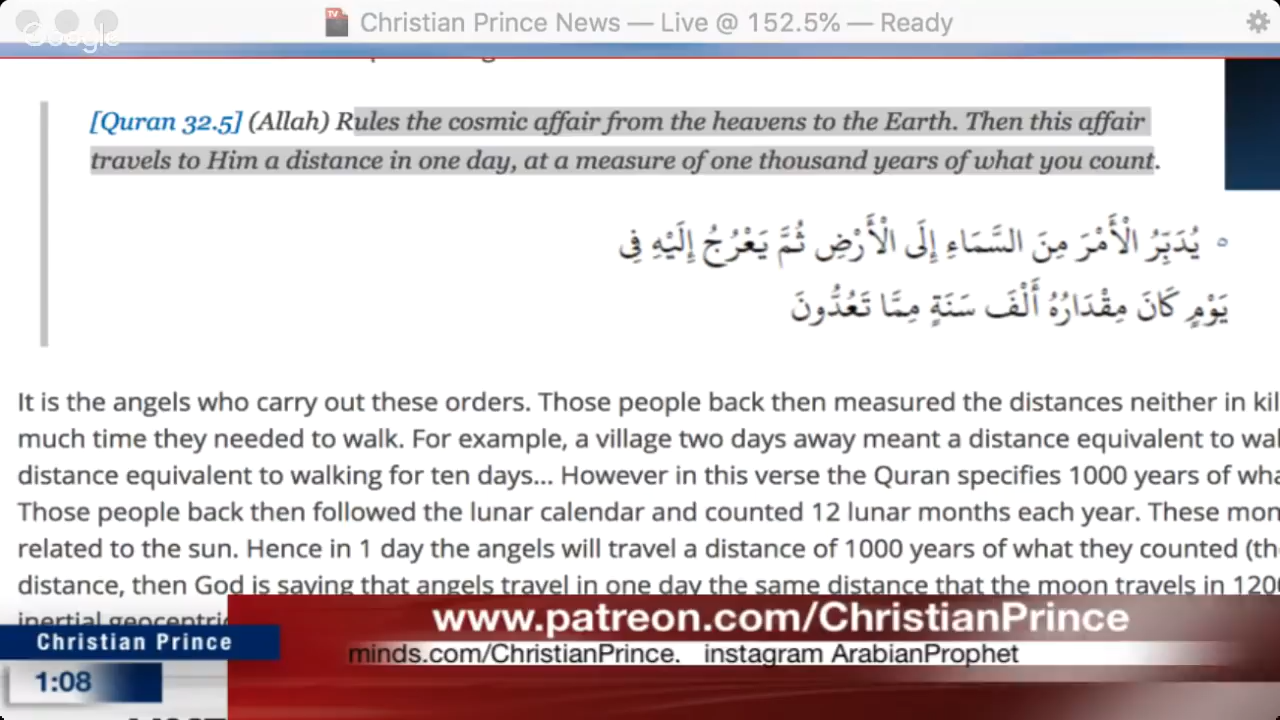 Christian Prince News — Live @ 152.5% — Ready
Google
[Quran 32.5] (Allah) Rules the cosmic affair from the heavens to the Earth. Then this affair
travels to Him a distance in one day, at a measure of one thousand years of what you count.
٥ يُدَبِّرُ الْأَمْرَ مِنَ السَّمَاءِ إِلَى الْأَرْضِ ثُمَّ يَعْرُجُ إِلَيْهِ فِى
يَوْمٍ كَانَ مِقْدَارُهُ أَلْفَ سَنَةٍ مِمَّا تَعُدُّونَ
It is the angels who carry out these orders. Those people back then measured the distances neither in
much time they needed to walk. For example, a village two days away meant a distance equivalent to
distance equivalent to walking for ten days... However in this verse the Quran specifies 1000 years of
Those people back then followed the lunar calendar and counted 12 lunar months each year. These
related to the sun. Hence in 1 day the angels will travel a distance of 1000 years of what they counted
distance, then God is saying that angels travel in one day the same distance that the moon travels in
inertial
www.patreon.com/ChristianPrince
Christian Prince
minds.com/ChristianPrince. instagram ArabianProphet
1:08